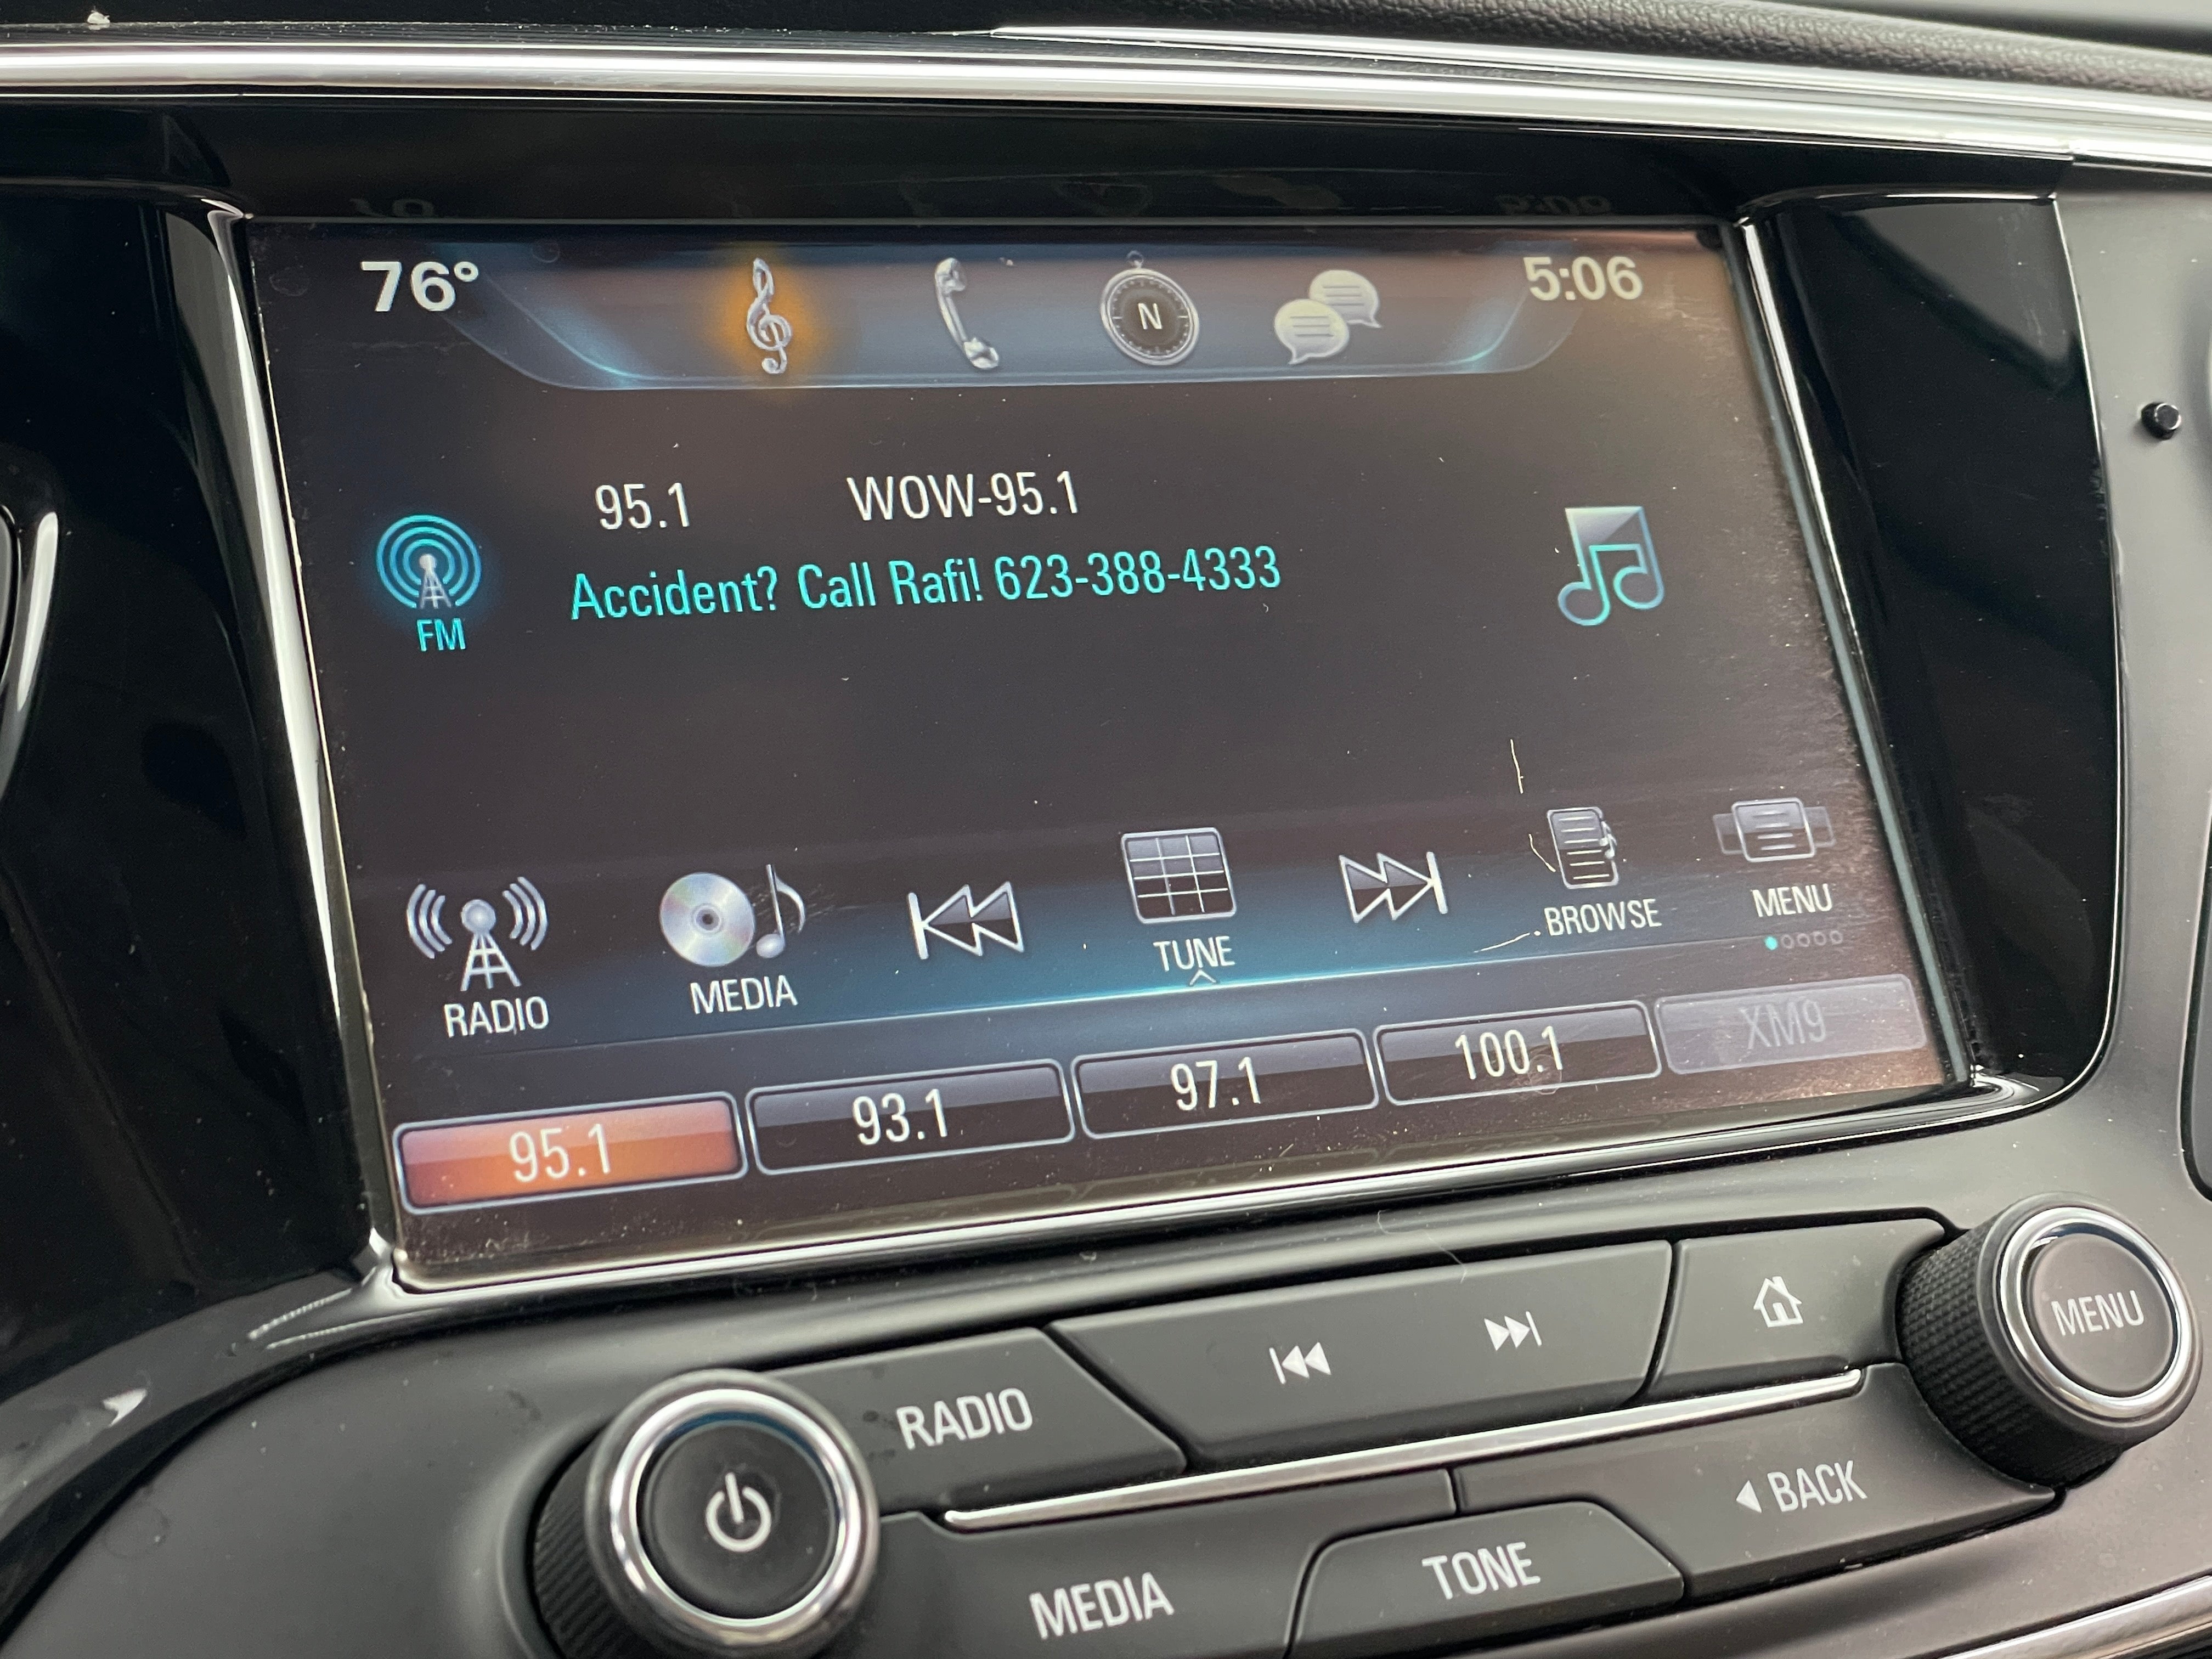 76° N 5:06
95.1 WOW-95.1
Accident? Call Rafi! 623-388-4333
FM
RADIO MEDIA TUNE BROWSE MENU
95.1 93.1 97.1 100.1 XM9
RADIO
MENU
MEDIA TONE BACK